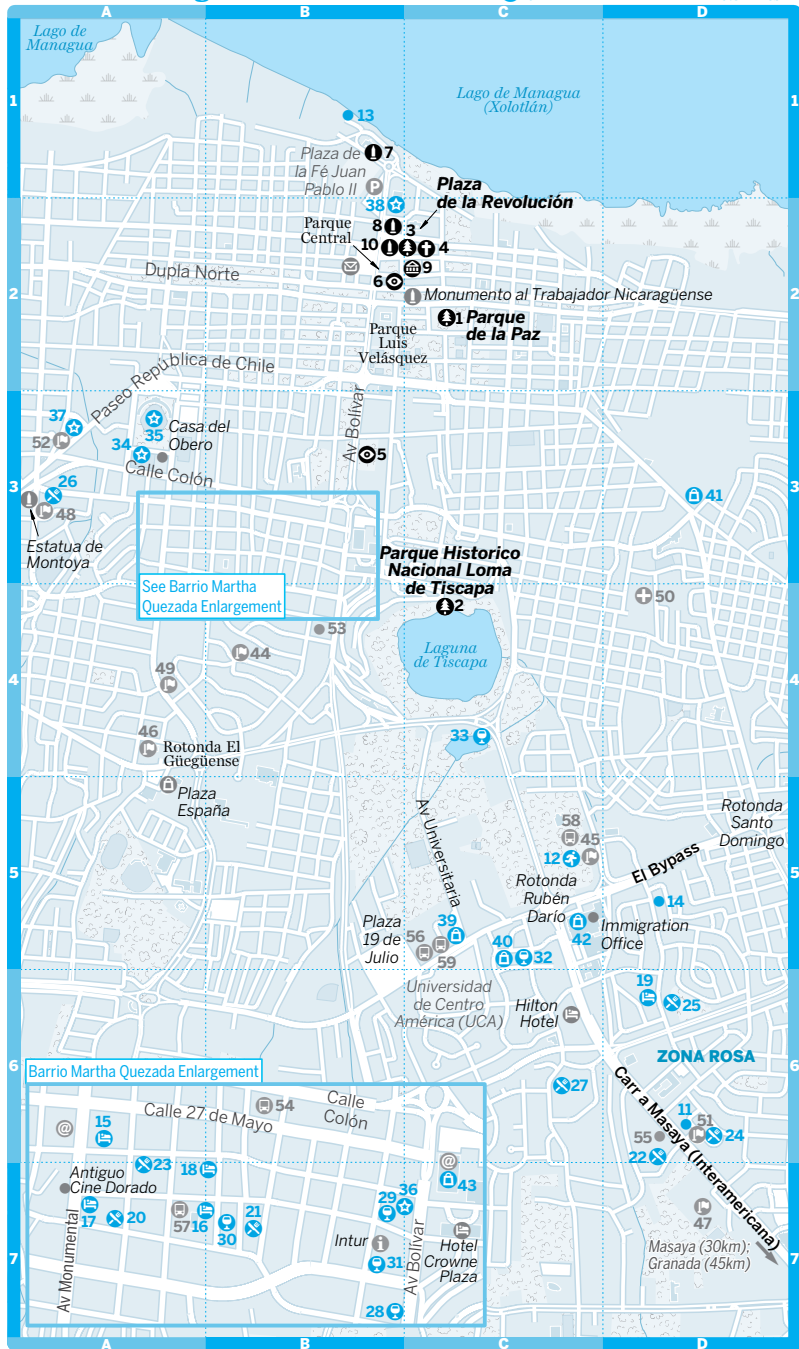 A
B
C
D
Lago de
Managua
1
Lago de Managua
(Xolotlán)
1
13
7
Plaza de
la Fé Juan
Pablo II
P
38
Plaza
de la Revolución
8
3
Parque
Central
10
4
9
Dupla Norte
6
2
Monumento al Trabajador Nicaragüense
2
1 Parque
de la Paz
Parque
Luis
Velásquez
Paseo República de Chile
Av Bolívar
37
35
Casa del
Obero
52
34
5
Calle Colón
26
3
41
3
48
Estatua de
Montoya
Parque Historico
Nacional Loma
de Tiscapa
See Barrio Martha
Quezada Enlargement
2
50
53
Laguna
de Tiscapa
44
4
49
4
33
46
Rotonda El
Güegüense
Plaza
España
Av Universitaria
Rotonda
Santo
Domingo
58
45
12
El Bypass
5
5
Rotonda
Rubén
Darío
14
Plaza
19 de
Julio
39
42
Immigration
Office
56
59
40
32
Universidad
de Centro
América (UCA)
19
25
Hilton
Hotel
6
ZONA ROSA
6
Barrio Martha Quezada Enlargement
27
Calle 27 de Mayo
54
Calle
Colón
Carr a Masaya (Interamericana)
@
15
11
51
55
24
23
18
@
22
Antiguo
Cine Dorado
43
36
29
17
20
57
16
30
21
47
Av Monumental
Intur
31
Av Bolívar
Hotel
Crowne
Plaza
Masaya (30km);
Granada (45km)
7
7
28
A
B
C
D